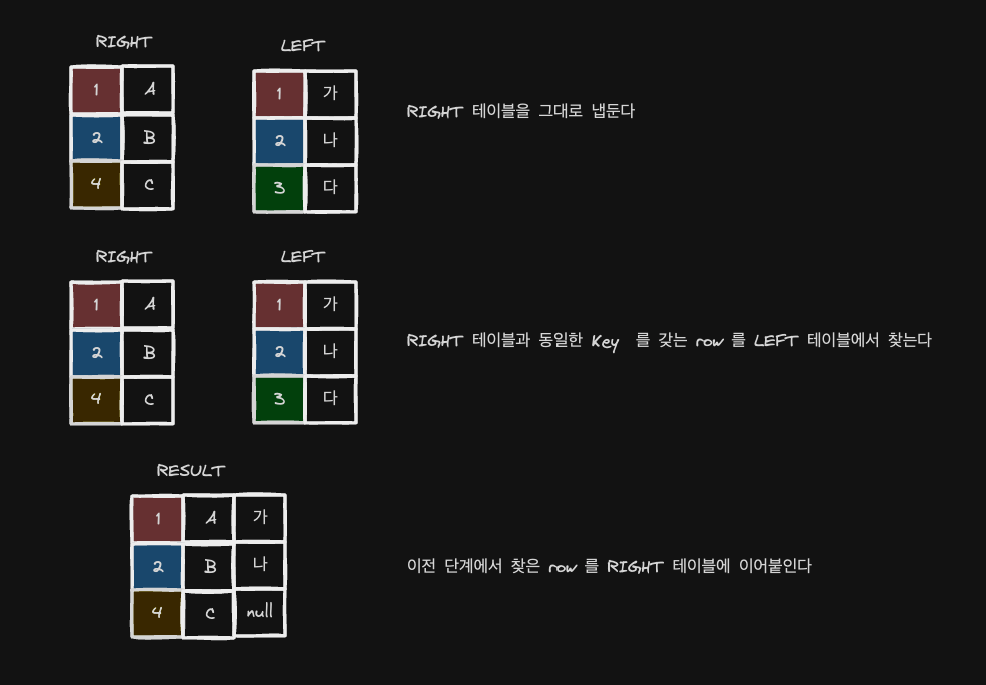 RIGHT LEFT
1 A 1 가
2 B 2 나
4 C 3 다
RIGHT 테이블을 그대로 냅둔다
RIGHT LEFT
1 A 1 가
2 B 2 나
4 C 3 다
RIGHT 테이블과 동일한 Key 를 갖는 row 를 LEFT 테이블에서 찾는다
RESULT
1 A 가
2 B 나
4 C null
이전 단계에서 찾은 row 를 RIGHT 테이블에 이어붙인다